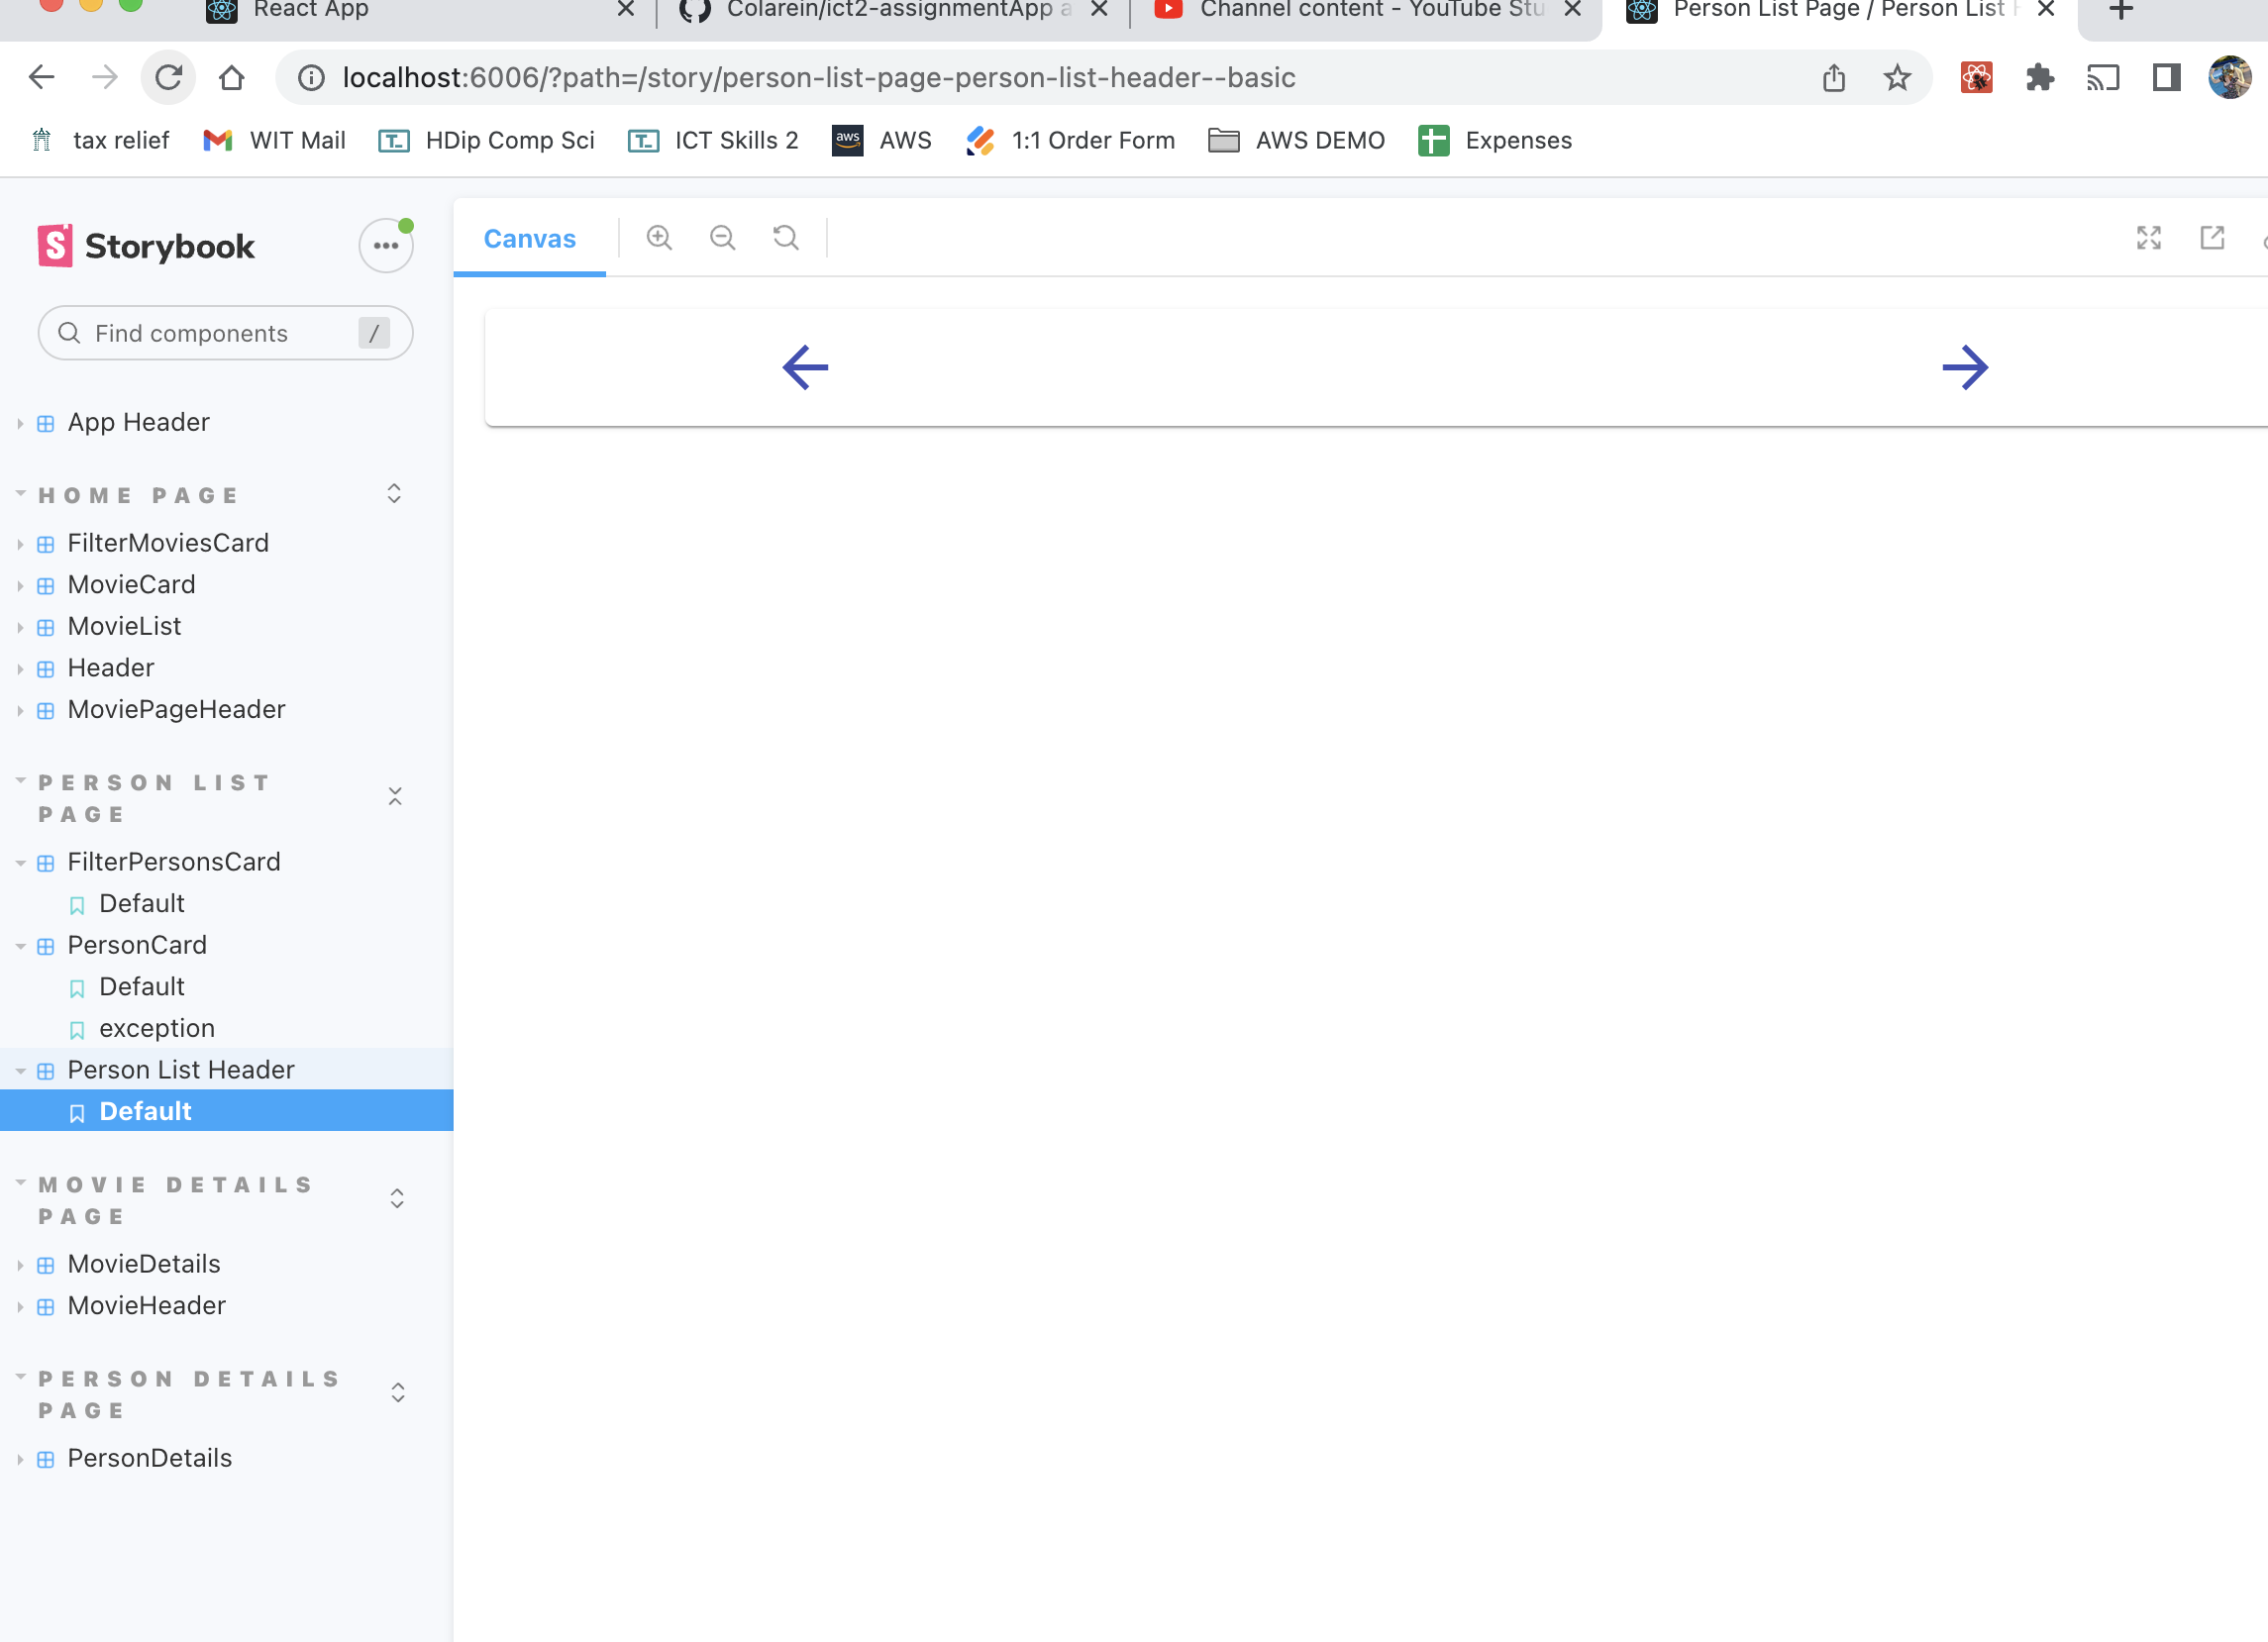 React App
Colarein/ict2-assignmentApp a
Channel content - YouTube Stu
Person List Page / Person List
localhost:6006/?path=/story/person-list-page-person-list-header--basic
tax relief
WIT Mail
HDip Comp Sci
ICT Skills 2
aws
AWS
1:1 Order Form
AWS DEMO
Expenses
Storybook
Canvas
Find components
/
App Header
HOME PAGE
FilterMoviesCard
MovieCard
MovieList
Header
MoviePageHeader
PERSON LIST
PAGE
FilterPersonsCard
Default
PersonCard
Default
exception
Person List Header
Default
MOVIE DETAILS
PAGE
MovieDetails
MovieHeader
PERSON DETAILS
PAGE
PersonDetails